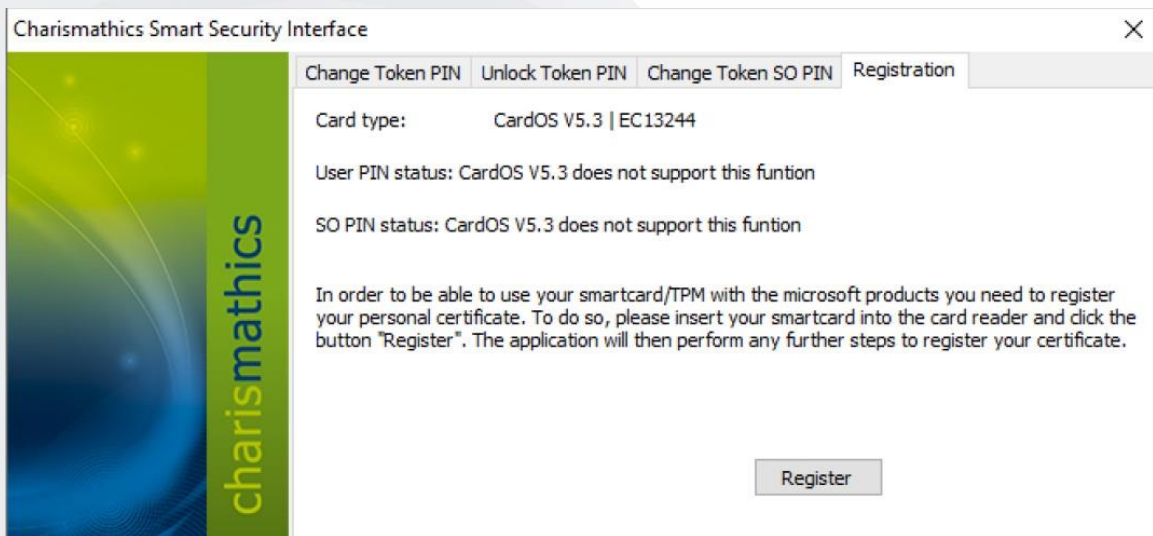 Charismathics Smart Security Interface
charismathics
Change Token PIN Unlock Token PIN Change Token SO PIN Registration
Card type: CardOS V5.3 | EC13244
User PIN status: CardOS V5.3 does not support this funtion
SO PIN status: CardOS V5.3 does not support this funtion
In order to be able to use your smartcard/TPM with the microsoft products you need to register
your personal certificate. To do so, please insert your smartcard into the card reader and click the
button "Register". The application will then perform any further steps to register your certificate.
Register